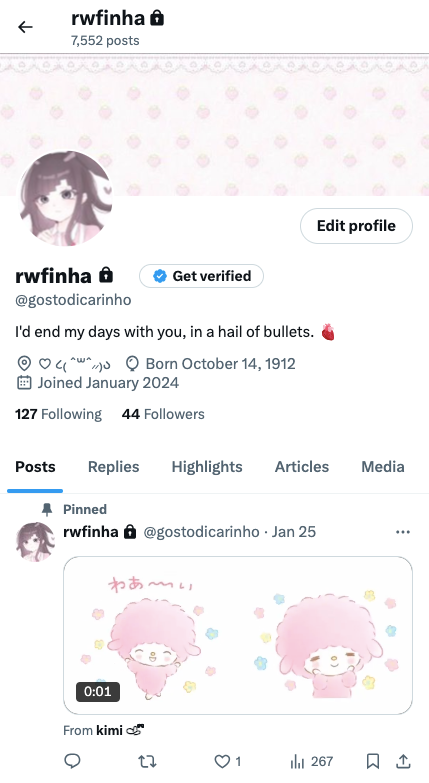 rwfinha
7,552 posts
Edit profile
rwfinha
Get verified
@gostodicarinho
I'd end my days with you, in a hail of bullets. 🫀
♡ Born October 14, 1912
Joined January 2024
127 Following 44 Followers
Posts Replies Highlights Articles Media
Pinned
rwfinha @gostodicarinho · Jan 25
わあ〜〜い
0:01
From kimi
1 267